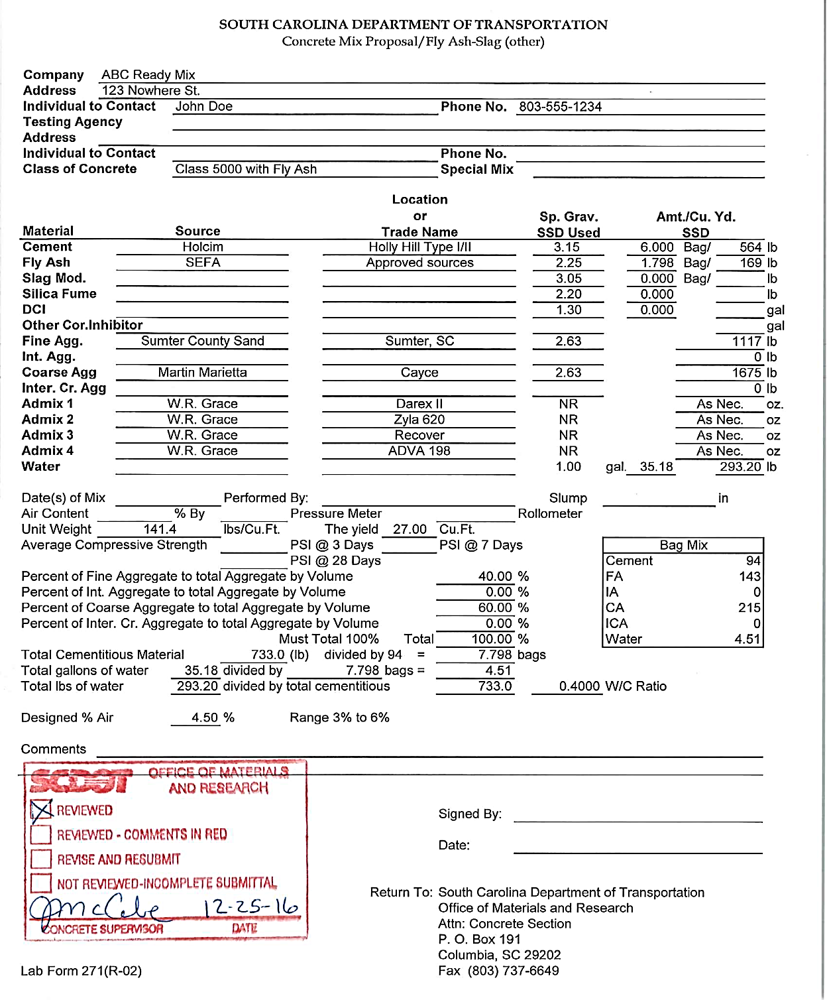 SOUTH CAROLINA DEPARTMENT OF TRANSPORTATION
Concrete Mix Proposal/Fly Ash-Slag (other)
Company ABC Ready Mix
Address 123 Nowhere St.
Individual to Contact John Doe Phone No. 803-555-1234
Testing Agency
Address
Individual to Contact Phone No.
Class of Concrete Class 5000 with Fly Ash Special Mix
Location
or Sp. Grav. Amt./Cu. Yd.
Material Source Trade Name SSD Used SSD
Cement Holcim Holly Hill Type I/II 3.15 6.000 Bag/ 564 lb
Fly Ash SEFA Approved sources 2.25 1.798 Bag/ 169 lb
Slag Mod. 3.05 0.000 Bag/ lb
Silica Fume 2.20 0.000 lb
DCI 1.30 0.000 gal
Other Cor.Inhibitor gal
Fine Agg. Sumter County Sand Sumter, SC 2.63 1117 lb
Int. Agg. 0 lb
Coarse Agg Martin Marietta Cayce 2.63 1675 lb
Inter. Cr. Agg 0 lb
Admix 1 W.R. Grace Darex II NR As Nec. oz.
Admix 2 W.R. Grace Zyla 620 NR As Nec. oz
Admix 3 W.R. Grace Recover NR As Nec. oz
Admix 4 W.R. Grace ADVA 198 NR As Nec. oz
Water 1.00 gal. 35.18 293.20 lb
Date(s) of Mix Performed By: Slump in
Air Content % By Pressure Meter Rollometer
Unit Weight 141.4 lbs/Cu.Ft. The yield 27.00 Cu.Ft.
Average Compressive Strength PSI @ 3 Days PSI @ 7 Days Bag Mix
PSI @ 28 Days Cement 94
Percent of Fine Aggregate to total Aggregate by Volume 40.00 % FA 143
Percent of Int. Aggregate to total Aggregate by Volume 0.00 % IA 0
Percent of Coarse Aggregate to total Aggregate by Volume 60.00 % CA 215
Percent of Inter. Cr. Aggregate to total Aggregate by Volume 0.00 % ICA 0
Must Total 100% Total 100.00 % Water 4.51
Total Cementitious Material 733.0 (lb) divided by 94 = 7.798 bags
Total gallons of water 35.18 divided by 7.798 bags = 4.51
Total lbs of water 293.20 divided by total cementitious 733.0 0.4000 W/C Ratio
Designed % Air 4.50 % Range 3% to 6%
Comments
SCDOT OFFICE OF MATERIALS
AND RESEARCH
REVIEWED
REVIEWED - COMMENTS IN RED
REVISE AND RESUBMIT
NOT REVIEWED-INCOMPLETE SUBMITTAL
JMcCabe 12-25-16
CONCRETE SUPERVISOR DATE
Signed By:
Date:
Return To: South Carolina Department of Transportation
Office of Materials and Research
Attn: Concrete Section
P. O. Box 191
Columbia, SC 29202
Lab Form 271(R-02) Fax (803) 737-6649